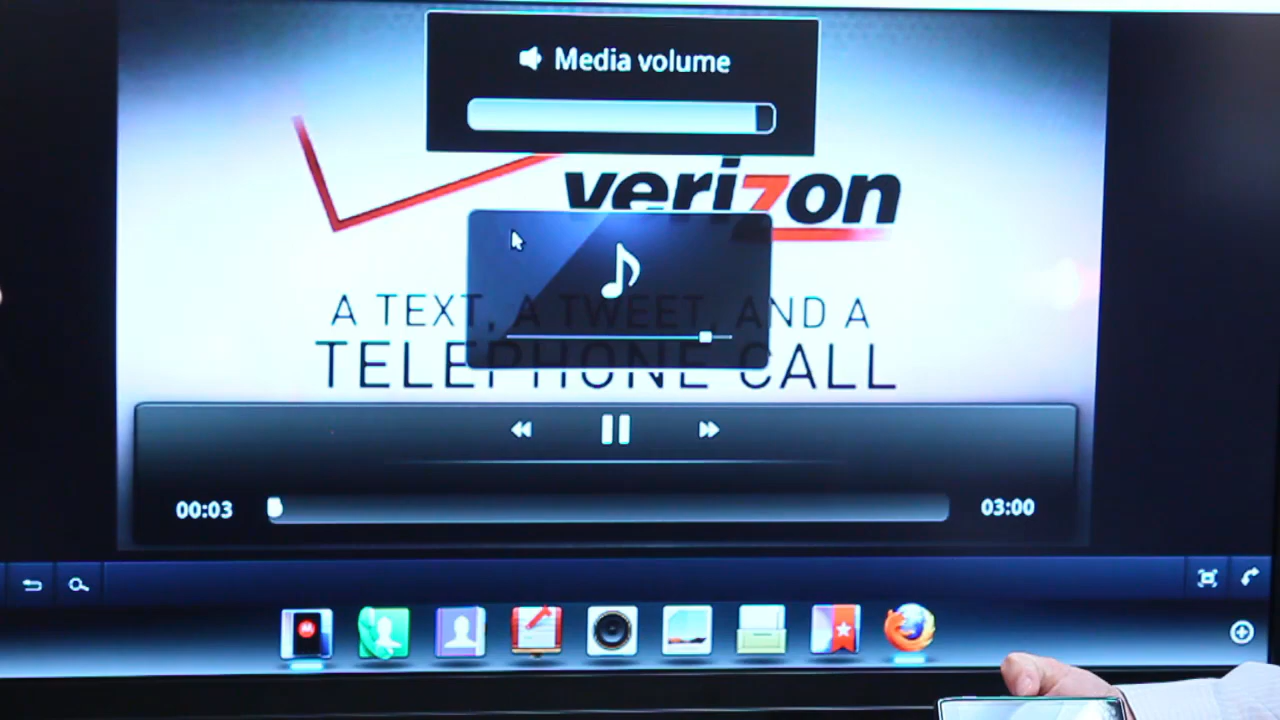 Media volume
verizon
A TEXT, A TWEET, AND A
TELEPHONE CALL
00:03
03:00